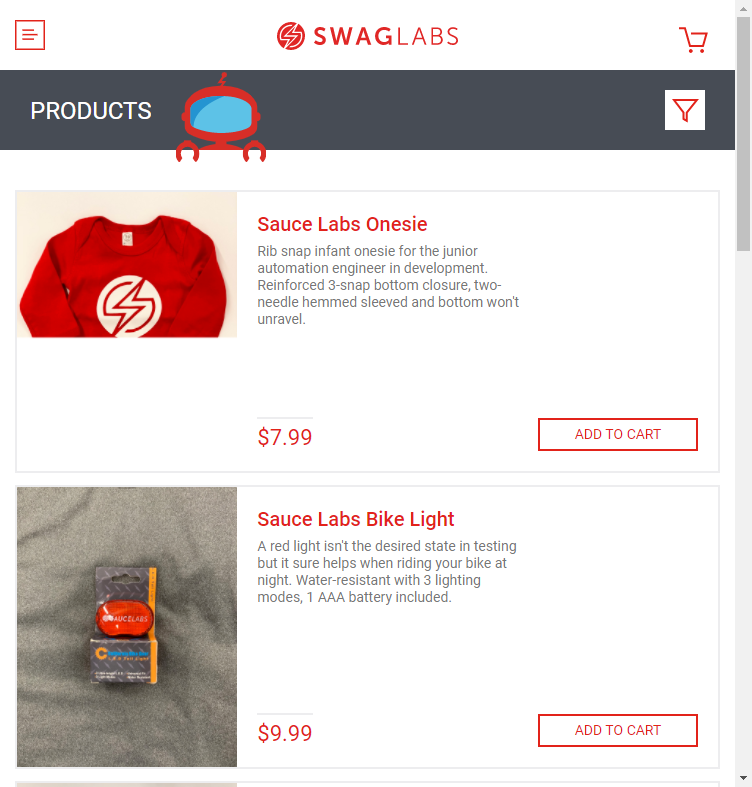 SWAGLABS
PRODUCTS
Sauce Labs Onesie
Rib snap infant onesie for the junior
automation engineer in development.
Reinforced 3-snap bottom closure, two-
needle hemmed sleeved and bottom won't
unravel.
$7.99
ADD TO CART
Sauce Labs Bike Light
A red light isn't the desired state in testing
but it sure helps when riding your bike at
night. Water-resistant with 3 lighting
modes, 1 AAA battery included.
SAUCELABS
$9.99
ADD TO CART